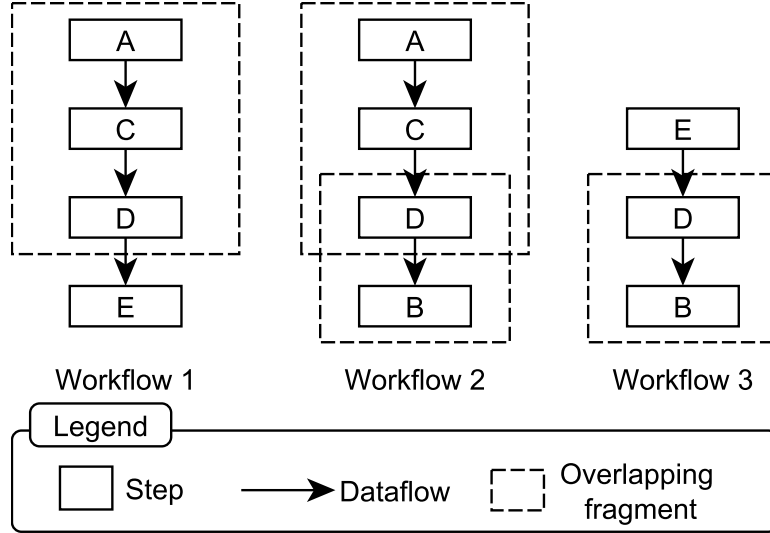 A
C
D
E
Workflow 1
A
C
D
B
Workflow 2
E
D
B
Workflow 3
Legend
Step
Dataflow
Overlapping
fragment